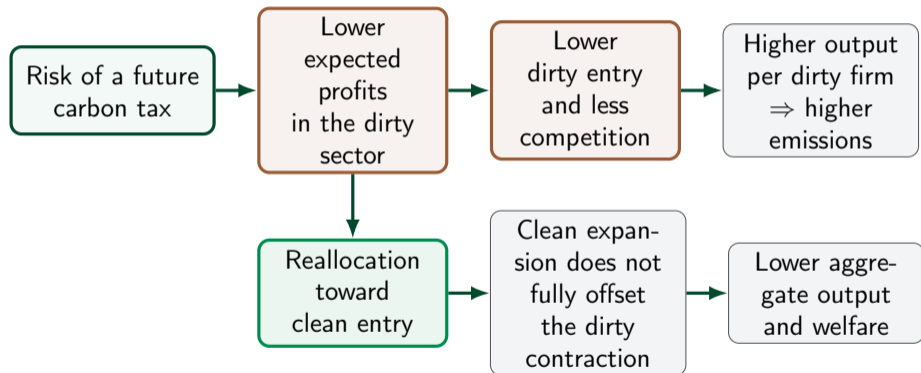 Risk of a future
carbon tax
Lower
expected
profits
in the dirty
sector
Lower
dirty entry
and less
competition
Higher output
per dirty firm
⇒ higher
emissions
Reallocation
toward
clean entry
Clean expan-
sion does not
fully offset
the dirty
contraction
Lower aggre-
gate output
and welfare